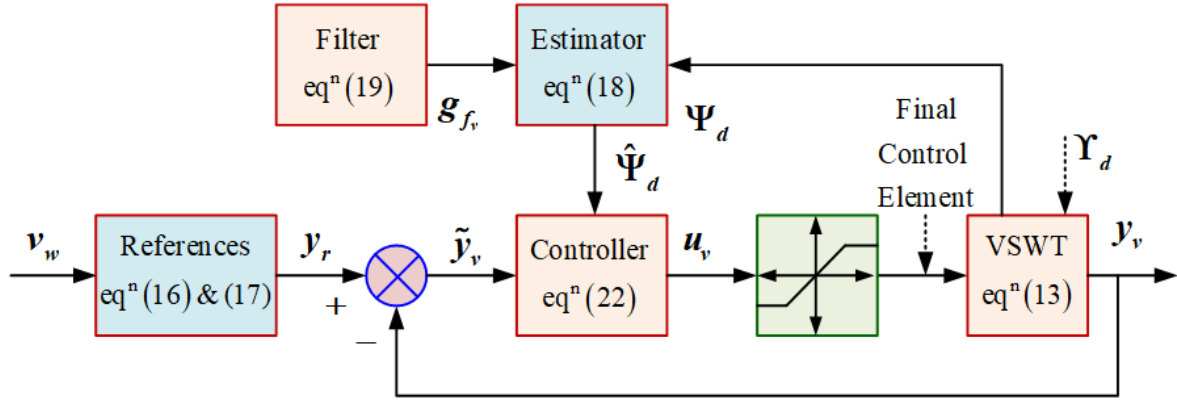 Filter
eqⁿ(19)
g_{f_v}
Estimator
eqⁿ(18)
Ψ_d
Ψ̂_d
Final
Control
Element
ϒ_d
v_w
References
eqⁿ(16)&(17)
y_r
+
−
ỹ_v
Controller
eqⁿ(22)
u_v
VSWT
eqⁿ(13)
y_v